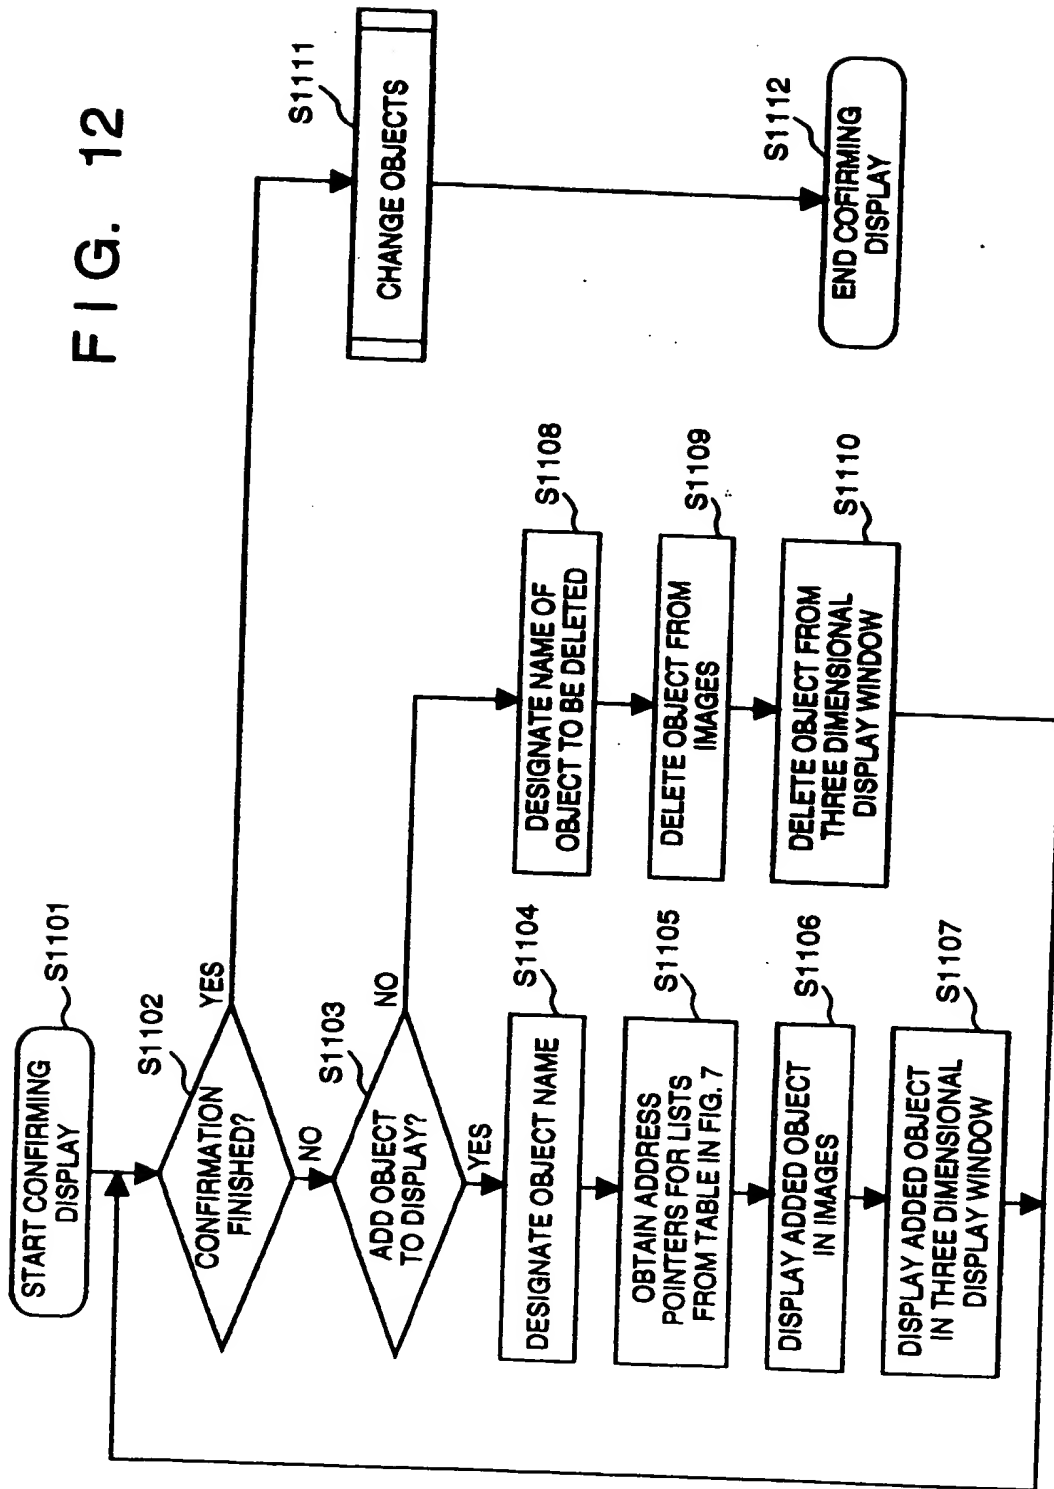 FIG. 12
START CONFIRMING
DISPLAY
S1101
CONFIRMATION
FINISHED?
S1102
YES
NO
ADD OBJECT
TO DISPLAY?
S1103
NO
YES
DESIGNATE OBJECT NAME
S1104
OBTAIN ADDRESS
POINTERS FOR LISTS
FROM TABLE IN FIG. 7
S1105
DISPLAY ADDED OBJECT
IN IMAGES
S1106
DISPLAY ADDED OBJECT
IN THREE DIMENSIONAL
DISPLAY WINDOW
S1107
DESIGNATE NAME OF
OBJECT TO BE DELETED
S1108
DELETE OBJECT FROM
IMAGES
S1109
DELETE OBJECT FROM
THREE DIMENSIONAL
DISPLAY WINDOW
S1110
CHANGE OBJECTS
S1111
END COFIRMING
DISPLAY
S1112